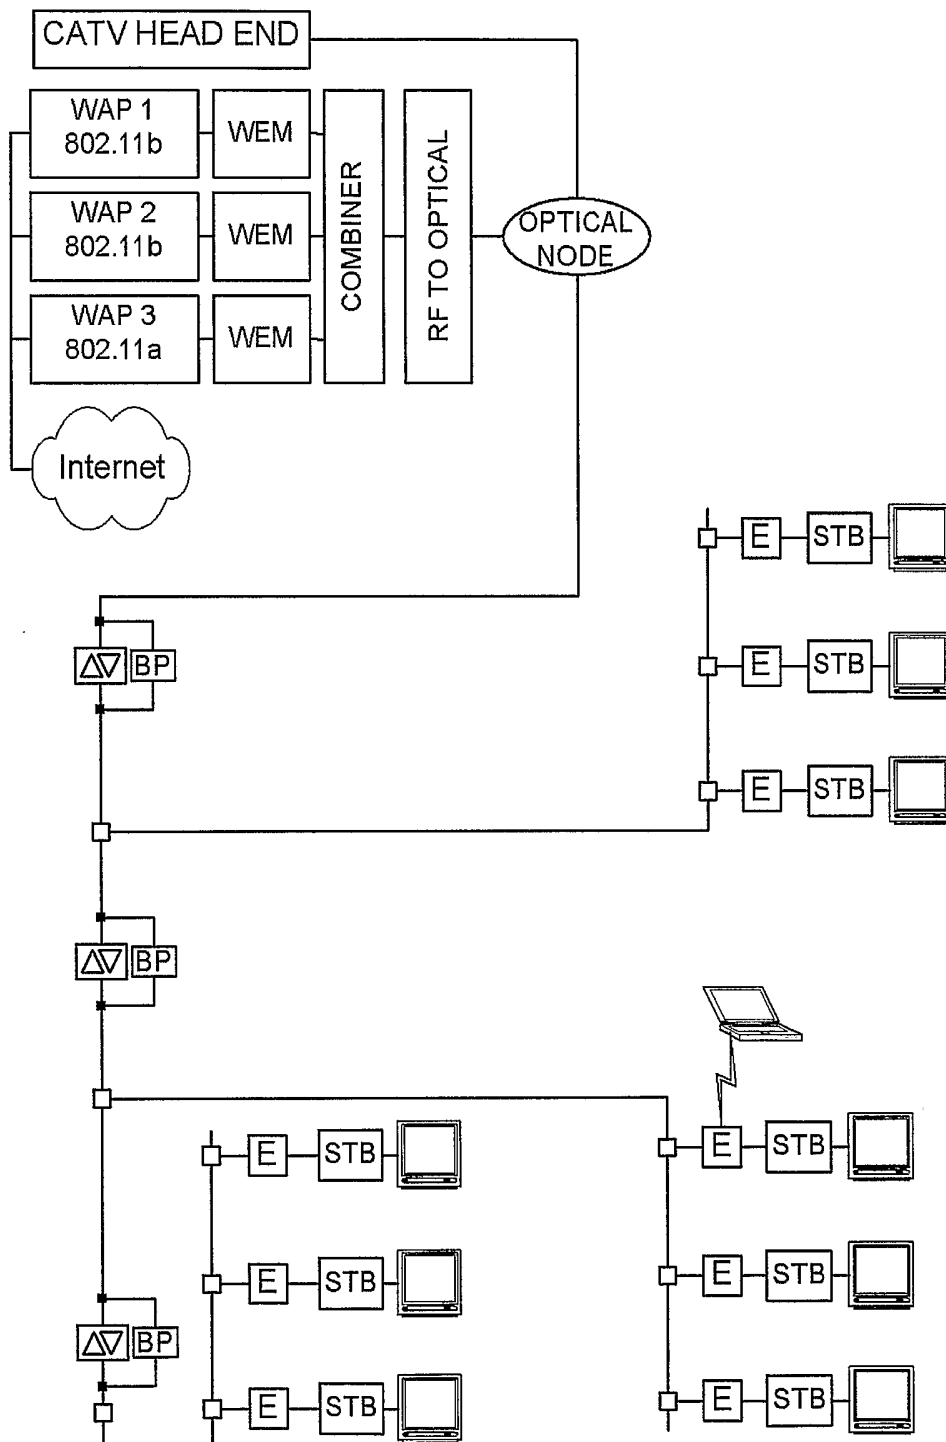 CATV HEAD END
WAP 1
802.11b
WEM
WAP 2
802.11b
WEM
WAP 3
802.11a
WEM
COMBINER
RF TO OPTICAL
OPTICAL
NODE
Internet
E
STB
BP
E
STB
E
STB
BP
E
STB
E
STB
E
STB
E
STB
BP
E
STB
E
STB